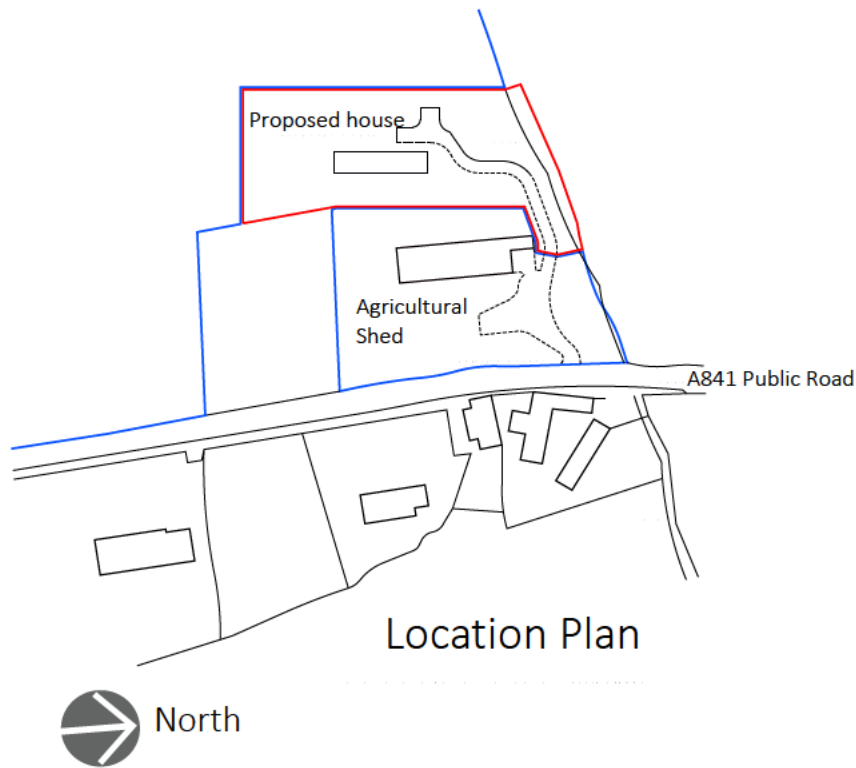 Proposed house
Agricultural
Shed
A841 Public Road
Location Plan
North